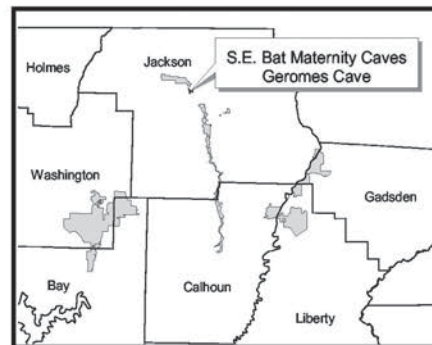 S.E. Bat Maternity Caves
Geromes Cave
Holmes
Jackson
Washington
Gadsden
Bay
Calhoun
Liberty